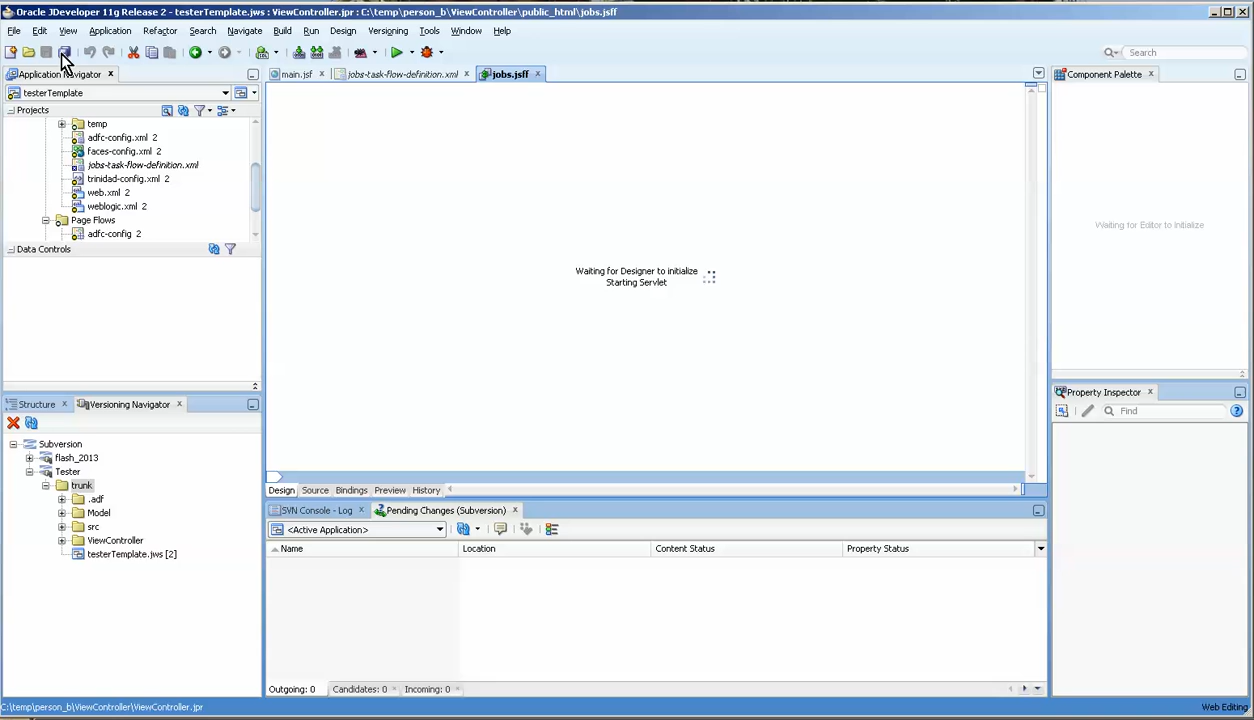 Oracle JDeveloper 11g Release 2 - testerTemplate.jws : ViewController.jpr : C:\temp\person_b\ViewController\public_html\jobs.jsff
File Edit View Application Refactor Search Navigate Build Run Design Versioning Tools Window Help
Search
Application Navigator
main.jsf
jobs-task-flow-definition.xml
jobs.jsff
Component Palette
testerTemplate
Projects
temp
adfc-config.xml 2
faces-config.xml 2
jobs-task-flow-definition.xml
trinidad-config.xml 2
web.xml 2
weblogic.xml 2
Page Flows
adfc-config 2
Data Controls
Waiting for Designer to initialize
Starting Servlet
Waiting for Editor to Initialize
Structure
Versioning Navigator
Subversion
flash_2013
Tester
trunk
.adf
Model
src
ViewController
testerTemplate.jws [2]
Design Source Bindings Preview History
SVN Console - Log
Pending Changes (Subversion)
<Active Application>
Name Location Content Status Property Status
Outgoing: 0 Candidates: 0 Incoming: 0
Property Inspector
Find
C:\temp\person_b\ViewController\ViewController.jpr
Web Editing